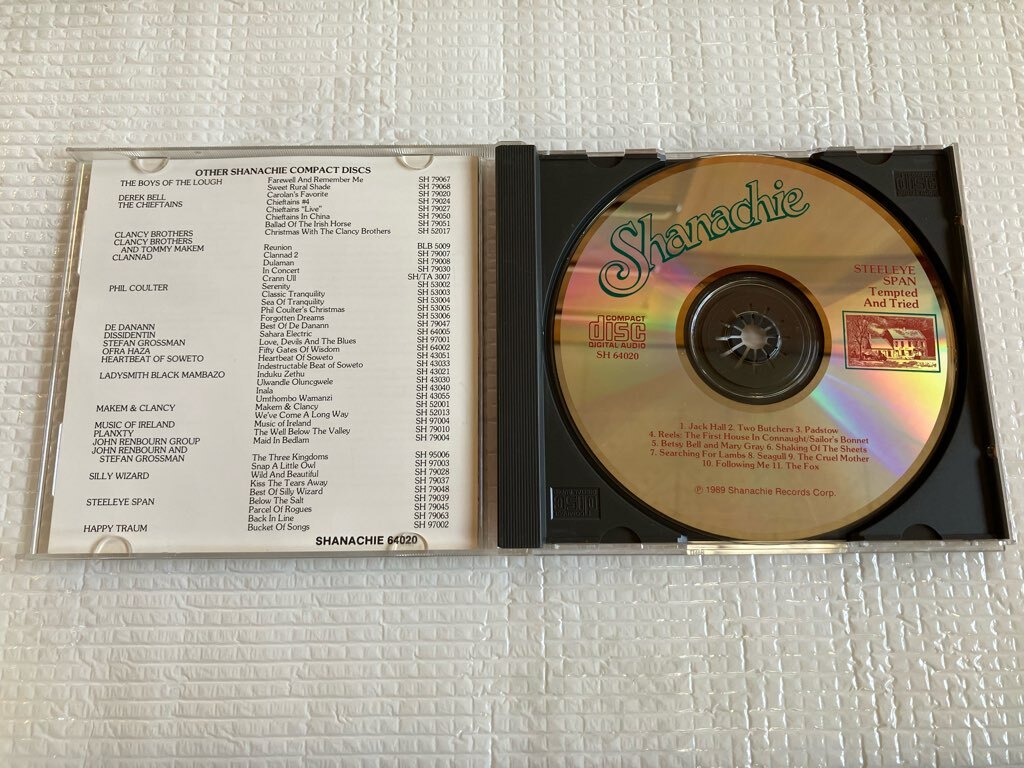 OTHER SHANACHIE COMPACT DISCS
THE BOYS OF THE LOUGH Farewell And Remember Me SH 79067
Sweet Rural Shade SH 79068
DEREK BELL Carolan's Favorite SH 79020
THE CHIEFTAINS Chieftains #4 SH 79024
Chieftains "Live" SH 79027
Chieftains In China SH 79050
Ballad Of The Irish Horse SH 79051
CLANCY BROTHERS Christmas With The Clancy Brothers SH 52017
CLANCY BROTHERS
AND TOMMY MAKEM Reunion BLB 5009
CLANNAD Clannad 2 SH 79007
Dulaman SH 79008
In Concert SH 79030
Crann Ull SH/TA 3007
PHIL COULTER Serenity SH 53002
Classic Tranquility SH 53003
Sea Of Tranquility SH 53004
Phil Coulter's Christmas SH 53005
Forgotten Dreams SH 53006
DE DANANN Best Of De Danann SH 79047
DISSIDENTIN Sahara Electric SH 64005
STEFAN GROSSMAN Love, Devils And The Blues SH 97001
OFRA HAZA Fifty Gates Of Wisdom SH 64002
HEARTBEAT OF SOWETO Heartbeat Of Soweto SH 43051
Indestructable Beat of Soweto SH 43033
LADYSMITH BLACK MAMBAZO Induku Zethu SH 43021
Ulwandle Oluncgwele SH 43030
Inala SH 43040
Umthombo Wamanzi SH 43055
MAKEM & CLANCY Makem & Clancy SH 52001
We've Come A Long Way SH 52013
MUSIC OF IRELAND Music of Ireland SH 97004
PLANXTY The Well Below The Valley SH 79010
JOHN RENBOURN GROUP Maid In Bedlam SH 79004
JOHN RENBOURN AND
STEFAN GROSSMAN The Three Kingdoms SH 95006
Snap A Little Owl SH 97003
SILLY WIZARD Wild And Beautiful SH 79028
Kiss The Tears Away SH 79037
Best Of Silly Wizard SH 79048
STEELEYE SPAN Below The Salt SH 79039
Parcel Of Rogues SH 79045
Back In Line SH 79063
HAPPY TRAUM Bucket Of Songs SH 97002
SHANACHIE 64020
Shanachie
STEELEYE
SPAN
Tempted
And Tried
COMPACT
disc
DIGITAL AUDIO
SH 64020
1. Jack Hall 2. Two Butchers 3. Padstow
4. Reels: The First House In Connaught/Sailor's Bonnet
5. Betsy Bell and Mary Gray 6. Shaking Of The Sheets
7. Searching For Lambs 8. Seagull 9. The Cruel Mother
10. Following Me 11. The Fox
℗ 1989 Shanachie Records Corp.